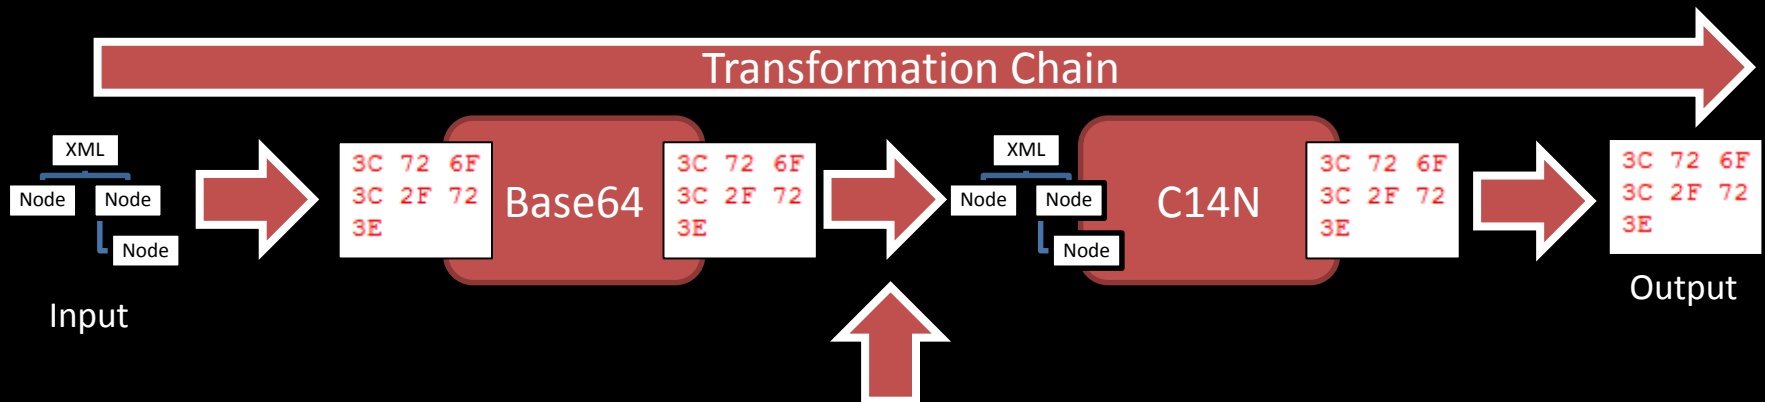 Transformation Chain
XML
Node
Node
Node
Input
3C 72 6F
3C 2F 72
3E
Base64
3C 72 6F
3C 2F 72
3E
XML
Node
Node
Node
C14N
3C 72 6F
3C 2F 72
3E
3C 72 6F
3C 2F 72
3E
Output